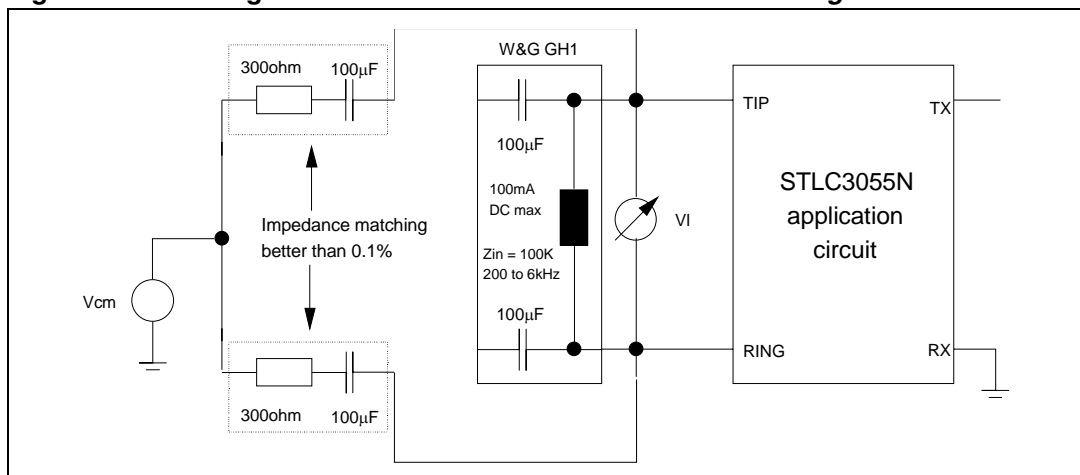 W&G GH1
300ohm
100μF
TIP
TX
100μF
100mA
DC max
STLC3055N
application
circuit
Impedance matching
better than 0.1%
VI
Zin = 100K
200 to 6kHz
Vcm
100μF
RING
RX
300ohm
100μF